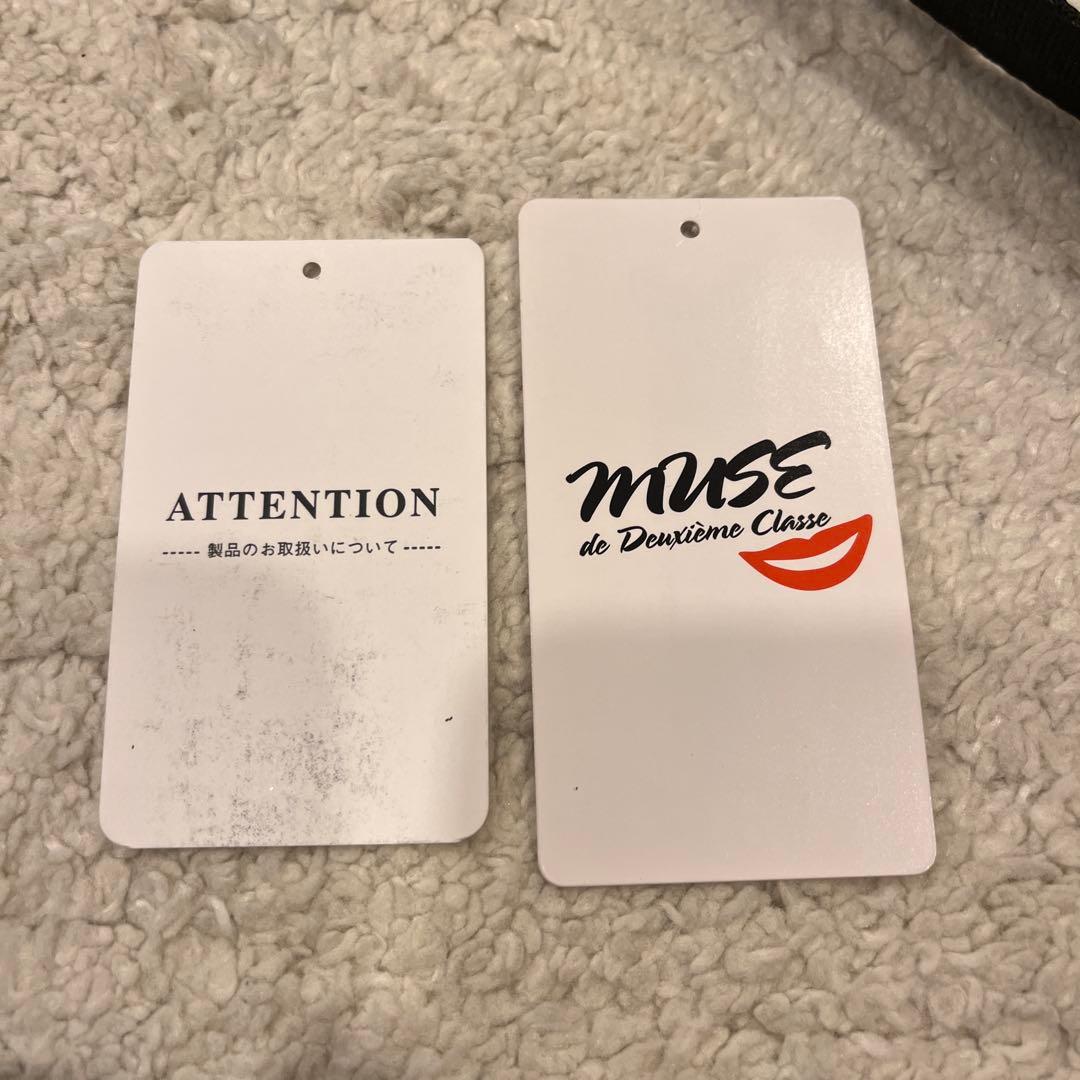 ATTENTION
----- 製品のお取扱いについて -----
MUSE
de Deuxième Classe